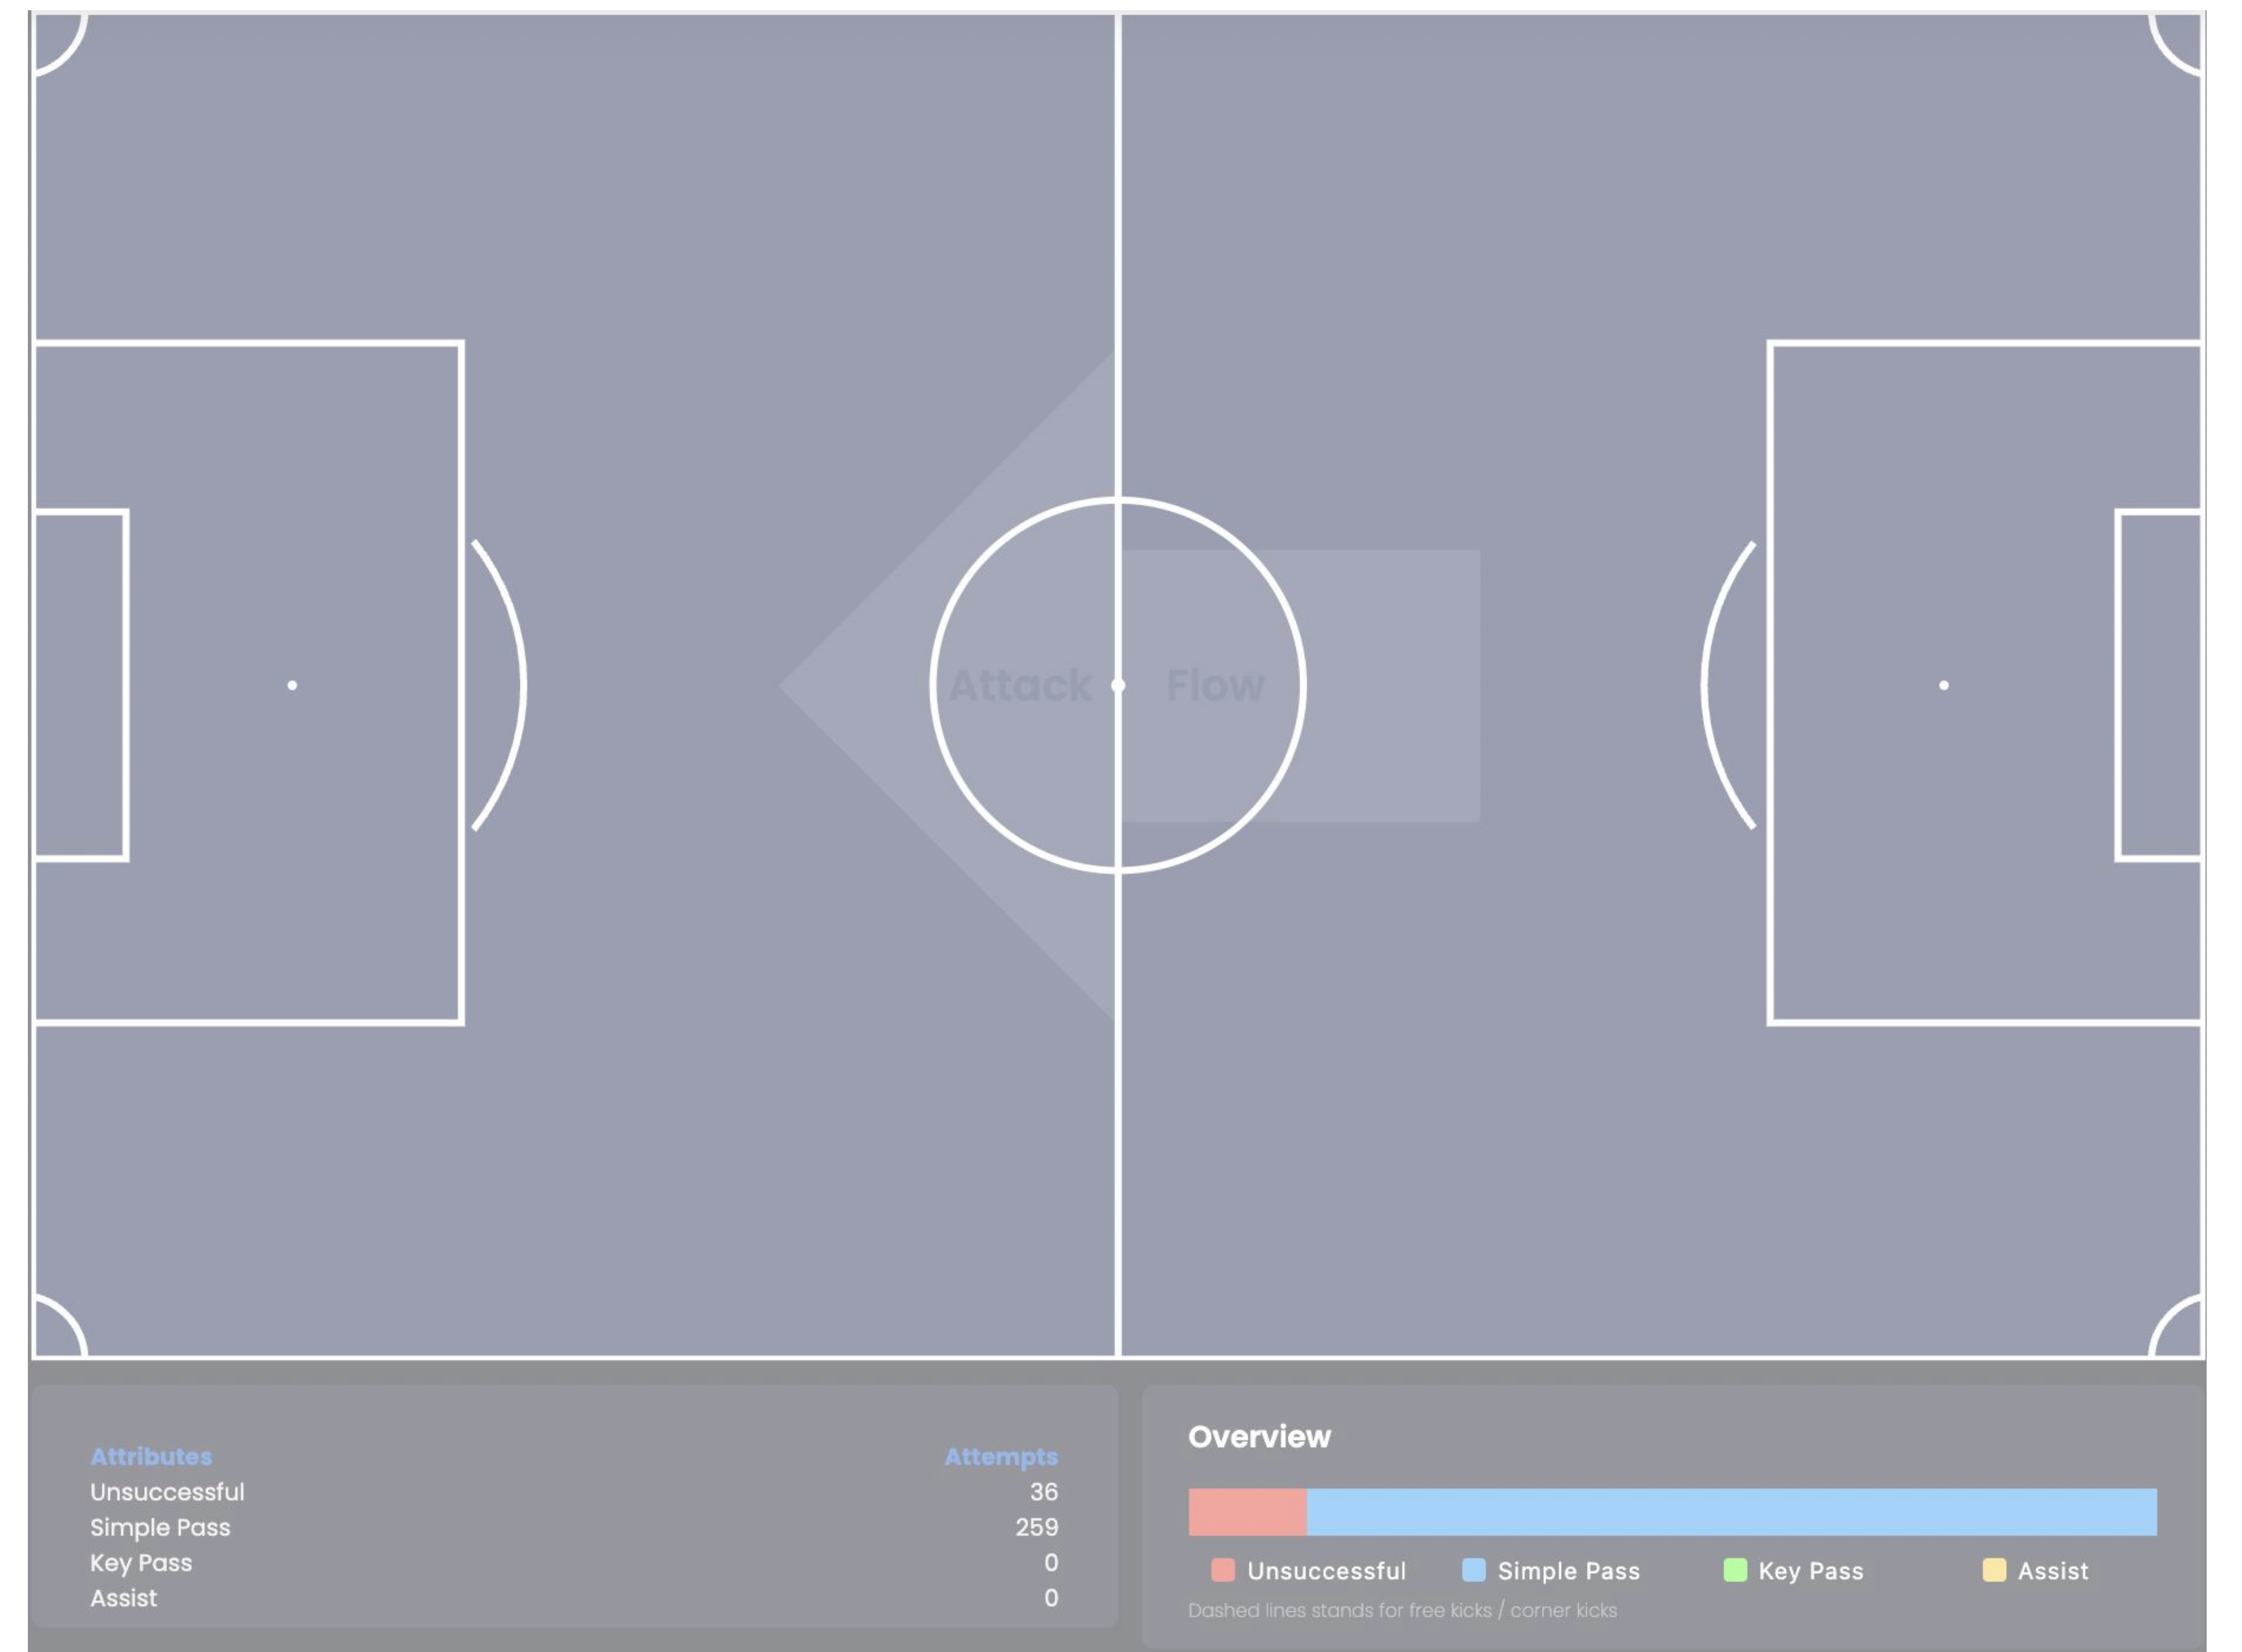 Attack Flow
Attributes Attempts
Unsuccessful 36
Simple Pass 259
Key Pass 0
Assist 0
Overview
Unsuccessful Simple Pass Key Pass Assist
Dashed lines stands for free kicks / corner kicks